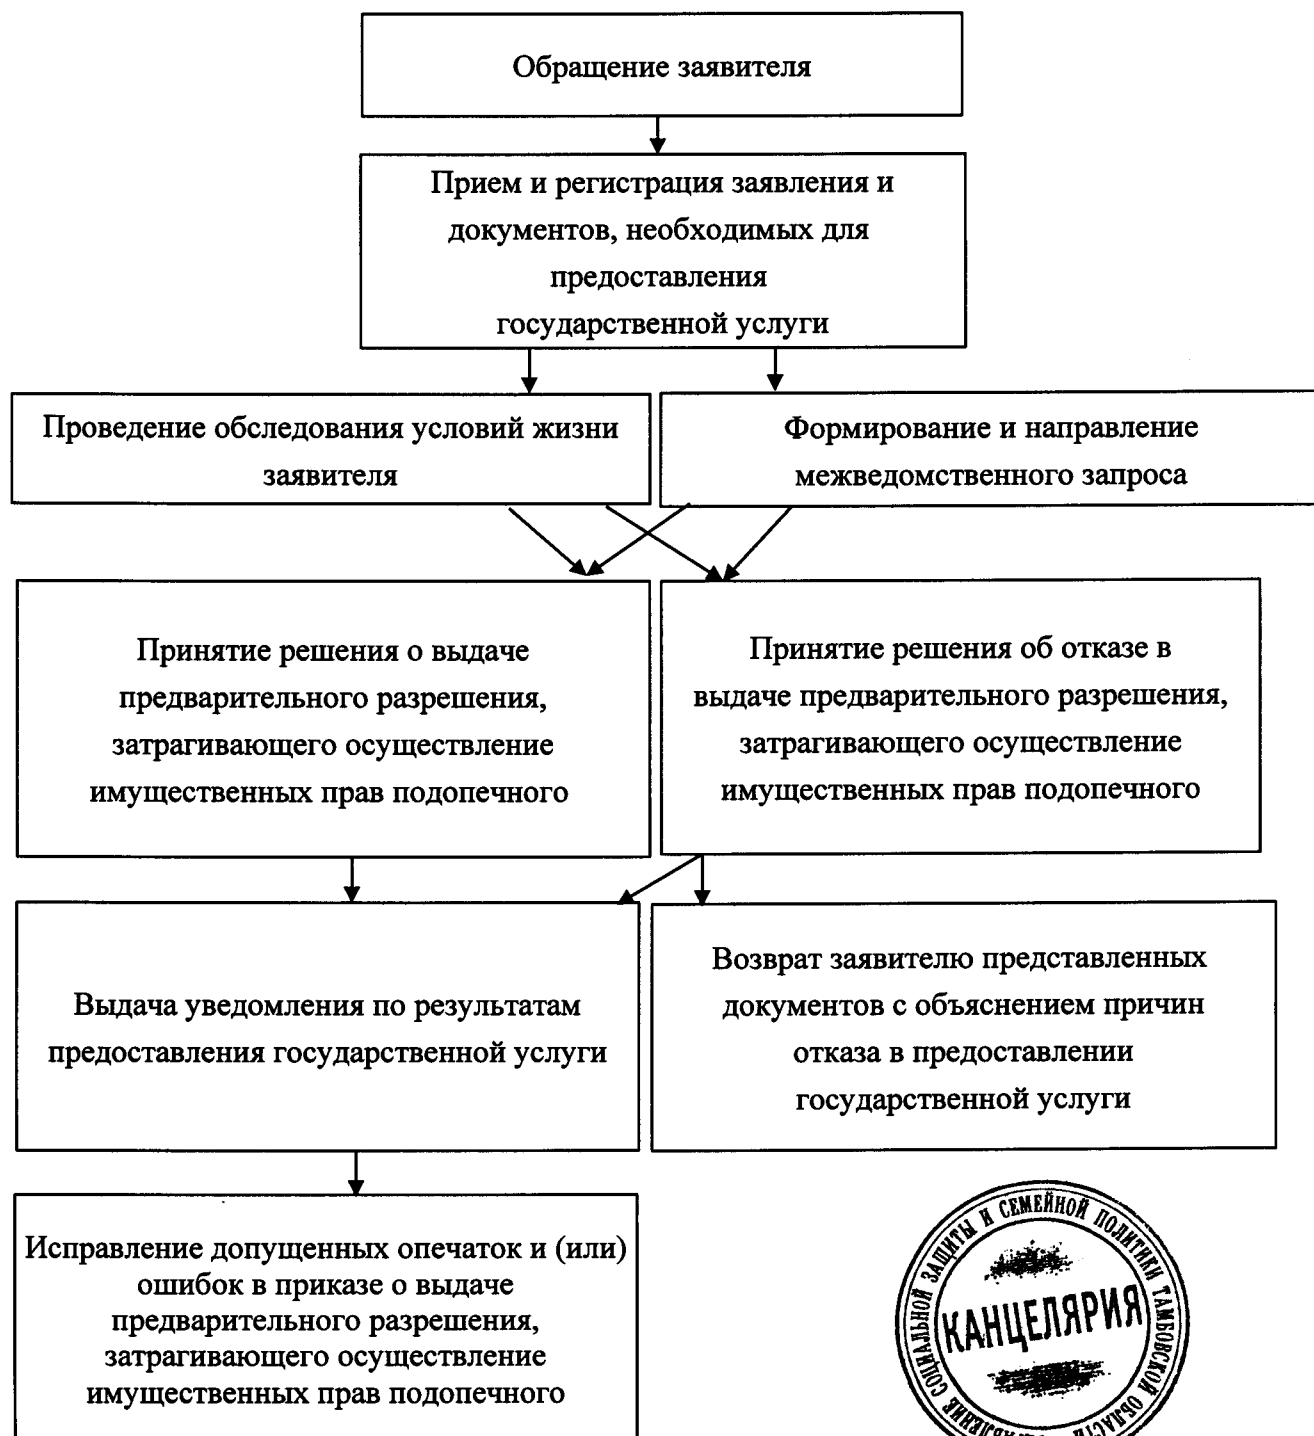 Обращение заявителя
Прием и регистрация заявления и
документов, необходимых для
предоставления
государственной услуги
Проведение обследования условий жизни
заявителя
Формирование и направление
межведомственного запроса
Принятие решения о выдаче
предварительного разрешения,
затрагивающего осуществление
имущественных прав подопечного
Принятие решения об отказе в
выдаче предварительного разрешения,
затрагивающего осуществление
имущественных прав подопечного
Выдача уведомления по результатам
предоставления государственной услуги
Возврат заявителю представленных
документов с объяснением причин
отказа в предоставлении
государственной услуги
Исправление допущенных опечаток и (или)
ошибок в приказе о выдаче
предварительного разрешения,
затрагивающего осуществление
имущественных прав подопечного
СОЦИАЛЬНОЙ ЗАЩИТЫ И СЕМЕЙНОЙ ПОЛИТИКИ ТАМБОВСКОЙ ОБЛАСТИ
КАНЦЕЛЯРИЯ